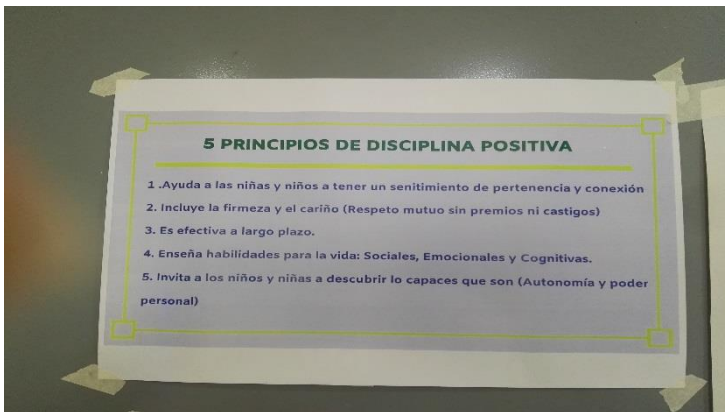 5 PRINCIPIOS DE DISCIPLINA POSITIVA
1 .Ayuda a las niñas y niños a tener un senitimiento de pertenencia y conexión
2. Incluye la firmeza y el cariño (Respeto mutuo sin premios ni castigos)
3. Es efectiva a largo plazo.
4. Enseña habilidades para la vida: Sociales, Emocionales y Cognitivas.
5. Invita a los niños y niñas a descubrir lo capaces que son (Autonomía y poder
personal)